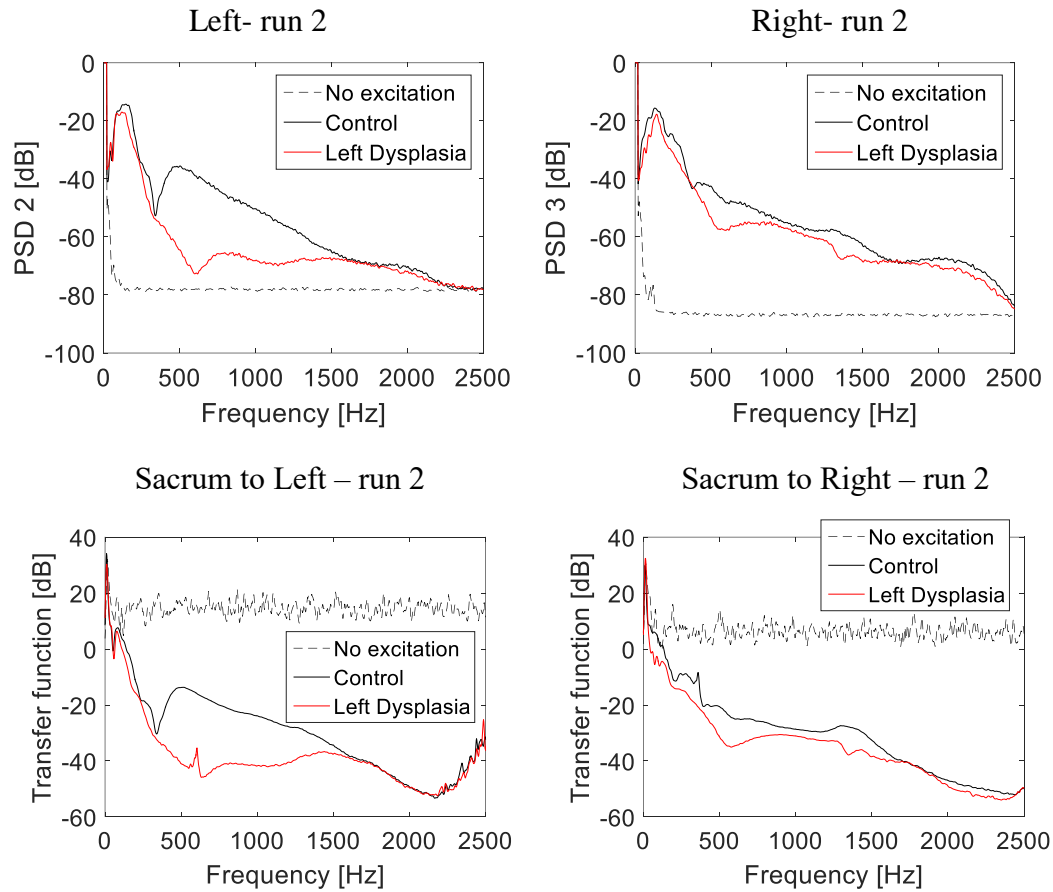 Left- run 2
0
-20
-40
-60
-80
-100
PSD 2 [dB]
No excitation
Control
Left Dysplasia
0 500 1000 1500 2000 2500
Frequency [Hz]
Right- run 2
0
-20
-40
-60
-80
-100
PSD 3 [dB]
No excitation
Control
Left Dysplasia
0 500 1000 1500 2000 2500
Frequency [Hz]
Sacrum to Left – run 2
40
20
0
-20
-40
-60
Transfer function [dB]
No excitation
Control
Left Dysplasia
0 500 1000 1500 2000 2500
Frequency [Hz]
Sacrum to Right – run 2
40
20
0
-20
-40
-60
Transfer function [dB]
No excitation
Control
Left Dysplasia
0 500 1000 1500 2000 2500
Frequency [Hz]